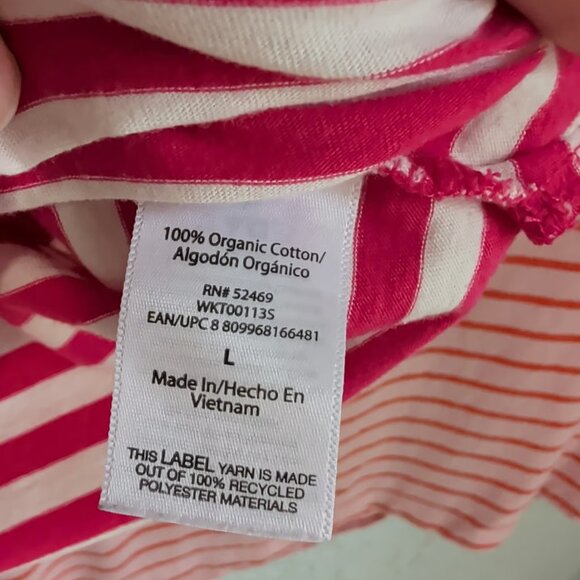 100% Organic Cotton/
Algodón Orgánico
RN# 52469
WKT00113S
EAN/UPC 8 809968166481
L
Made In/Hecho En
Vietnam
THIS LABEL YARN IS MADE
OUT OF 100% RECYCLED
POLYESTER MATERIALS